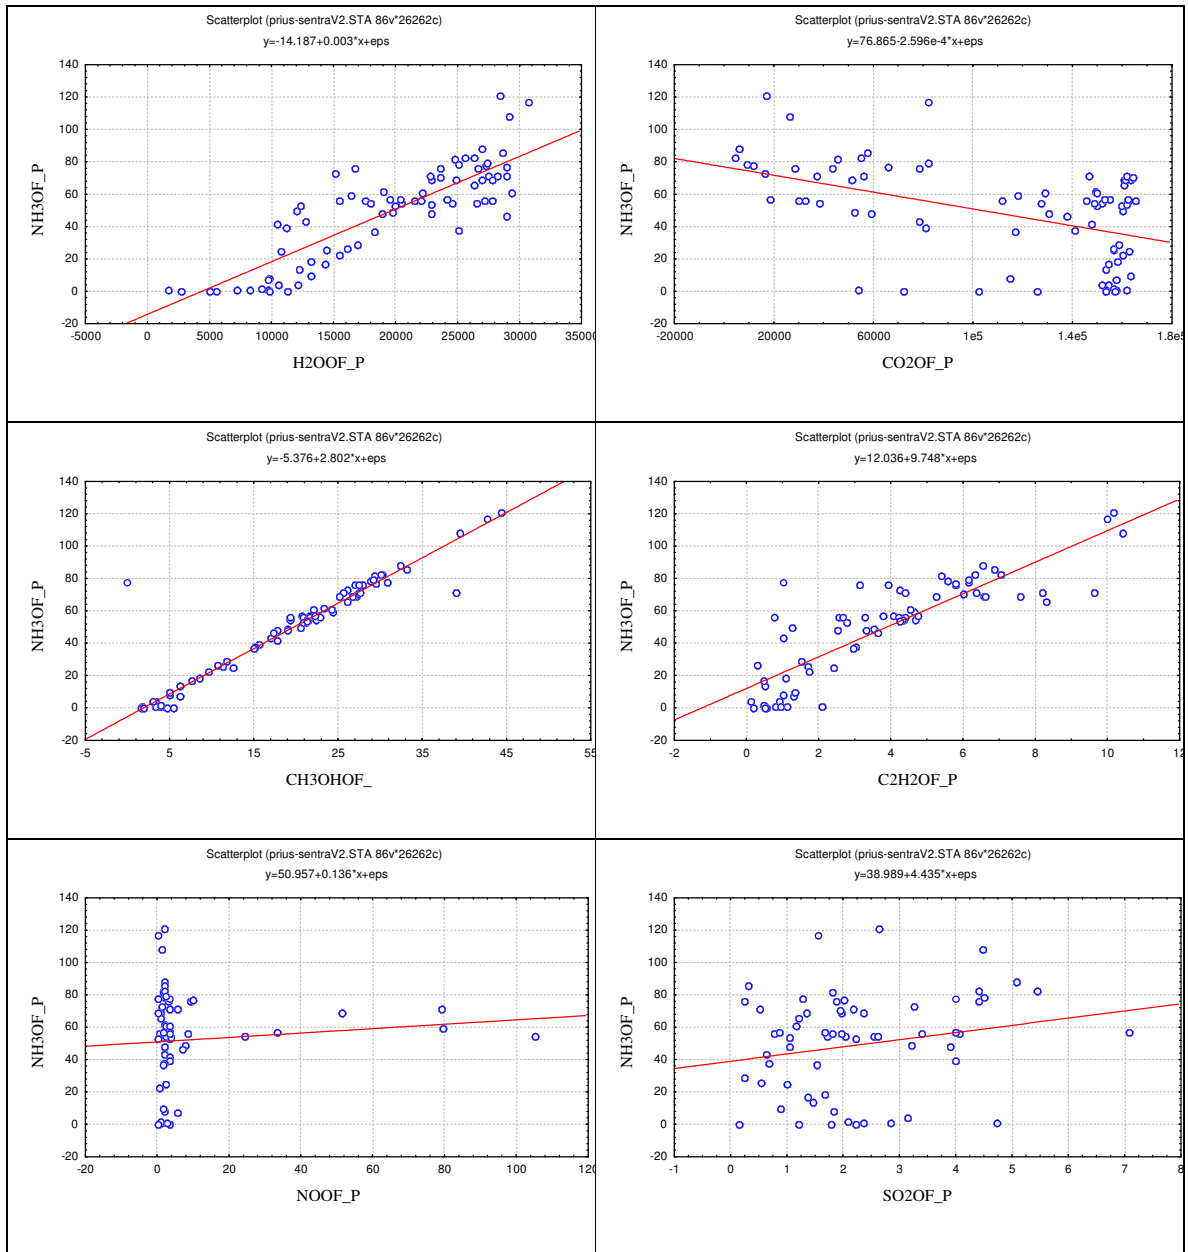 Scatterplot (prius-sentraV2.STA 86v*26262c)
y=-14.187+0.003*x+eps
NH3OF_P
140
120
100
80
60
40
20
0
-20
-5000 0 5000 10000 15000 20000 25000 30000 35000
H2OOF_P
Scatterplot (prius-sentraV2.STA 86v*26262c)
y=76.865-2.596e-4*x+eps
NH3OF_P
140
120
100
80
60
40
20
0
-20
-20000 20000 60000 1e5 1.4e5 1.8e5
CO2OF_P
Scatterplot (prius-sentraV2.STA 86v*26262c)
y=-5.376+2.802*x+eps
NH3OF_P
140
120
100
80
60
40
20
0
-20
-5 5 15 25 35 45 55
CH3OHOF_
Scatterplot (prius-sentraV2.STA 86v*26262c)
y=12.036+9.748*x+eps
NH3OF_P
140
120
100
80
60
40
20
0
-20
-2 0 2 4 6 8 10 12
C2H2OF_P
Scatterplot (prius-sentraV2.STA 86v*26262c)
y=50.957+0.136*x+eps
NH3OF_P
140
120
100
80
60
40
20
0
-20
-20 0 20 40 60 80 100 120
NOOF_P
Scatterplot (prius-sentraV2.STA 86v*26262c)
y=38.989+4.435*x+eps
NH3OF_P
140
120
100
80
60
40
20
0
-20
-1 0 1 2 3 4 5 6 7 8
SO2OF_P